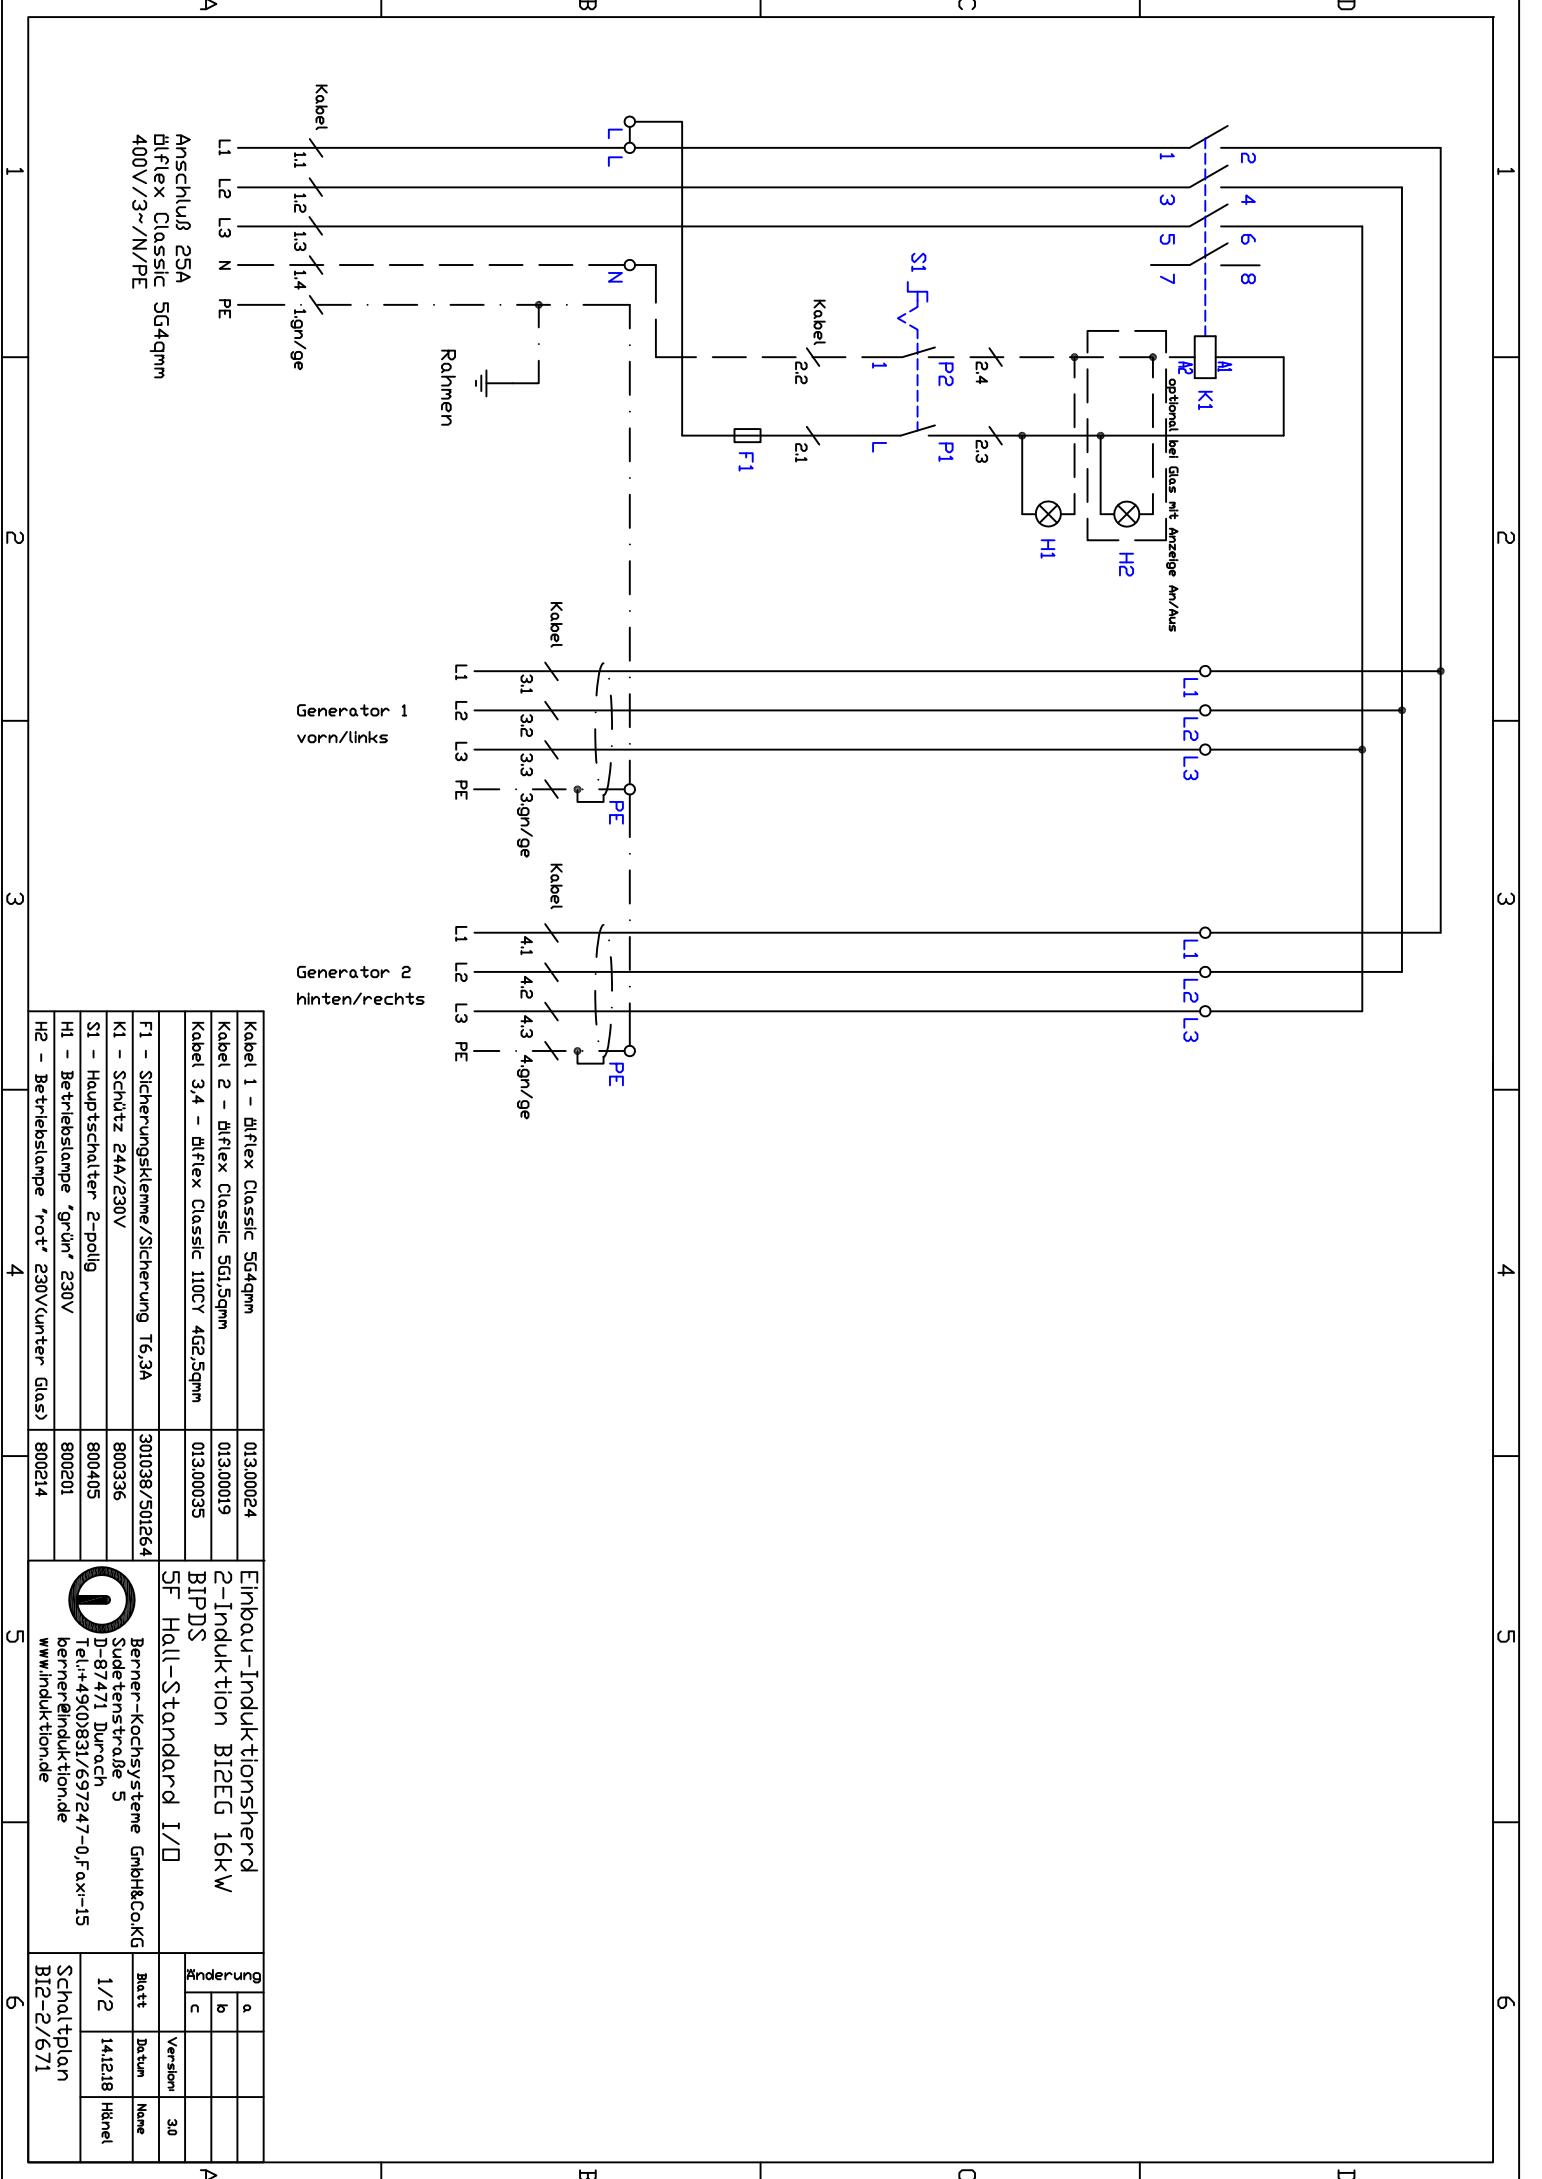 1
2
3
4
5
6
D
C
B
A
1
2
3
4
5
6
D
C
B
A
2
4
6
8
1
3
5
7
A1
A2
K1
optional bei Glas mit Anzeige An/Aus
H2
H1
2.4
2.3
P2
P1
S1
1
L
Kabel
2.2
2.1
F1
L
L
N
Rahmen
Kabel
1.1
1.2
1.3
1.4
1.gn/ge
L1
L2
L3
N
PE
Anschluß 25A
Ölflex Classic 5G4qmm
400V/3~/N/PE
L1
L2
L3
PE
Kabel
3.1
3.2
3.3
3.gn/ge
L1
L2
L3
PE
Generator 1
vorn/links
L1
L2
L3
PE
Kabel
4.1
4.2
4.3
4.gn/ge
L1
L2
L3
PE
Generator 2
hinten/rechts
Kabel 1 - Ölflex Classic 5G4qmm 013.00024
Kabel 2 - Ölflex Classic 5G1,5qmm 013.00019
Kabel 3,4 - Ölflex Classic 110CY 4G2,5qmm 013.00035
F1 - Sicherungsklemme/Sicherung T6,3A 301038/501264
K1 - Schütz 24A/230V 800336
S1 - Hauptschalter 2-polig 800405
H1 - Betriebslampe "grün" 230V 800201
H2 - Betriebslampe "rot" 230V(unter Glas) 800214
Einbau-Induktionsherd
2-Induktion BI2EG 16kW
BIPDS
5F Hall-Standard I/O
Berner-Kochsysteme GmbH&Co.KG
Sudetenstraße 5
D-87471 Durach
Tel.:+49(0)831/697247-0,Fax:-15
berner@induktion.de
www.induktion.de
Änderung
a
b
c
Version: 3.0
Blatt Datum Name
1/2 14.12.18 Hänel
Schaltplan
BI2-2/671